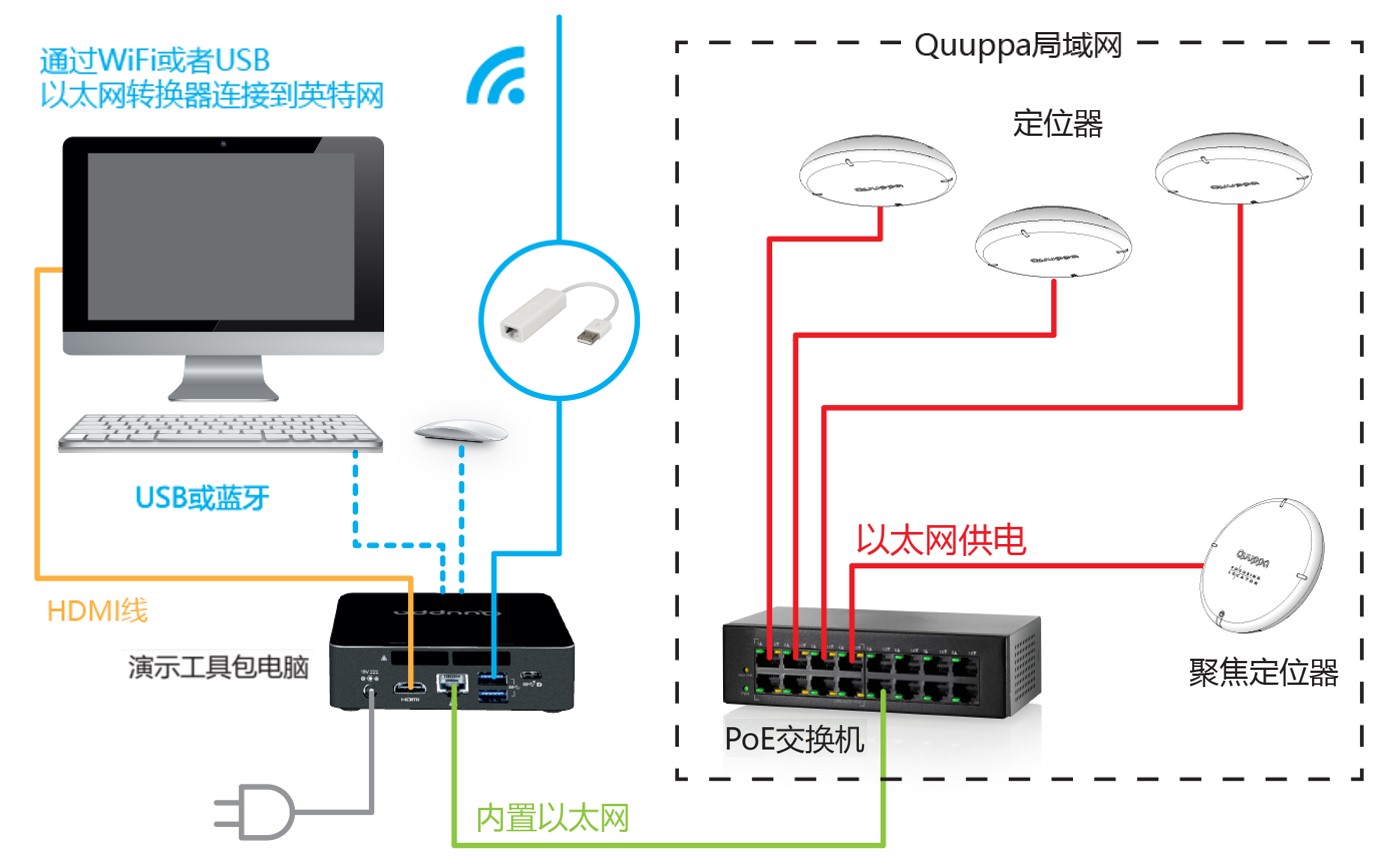 通过WiFi或者USB
以太网转换器连接到英特网
Quuppa局域网
定位器
Quuppa
Quuppa
Quuppa
USB或蓝牙
以太网供电
Quuppa
FOCUSING
LOCATOR
HDMI线
Quuppa
演示工具包电脑
HDMI
聚焦定位器
PoE交换机
内置以太网